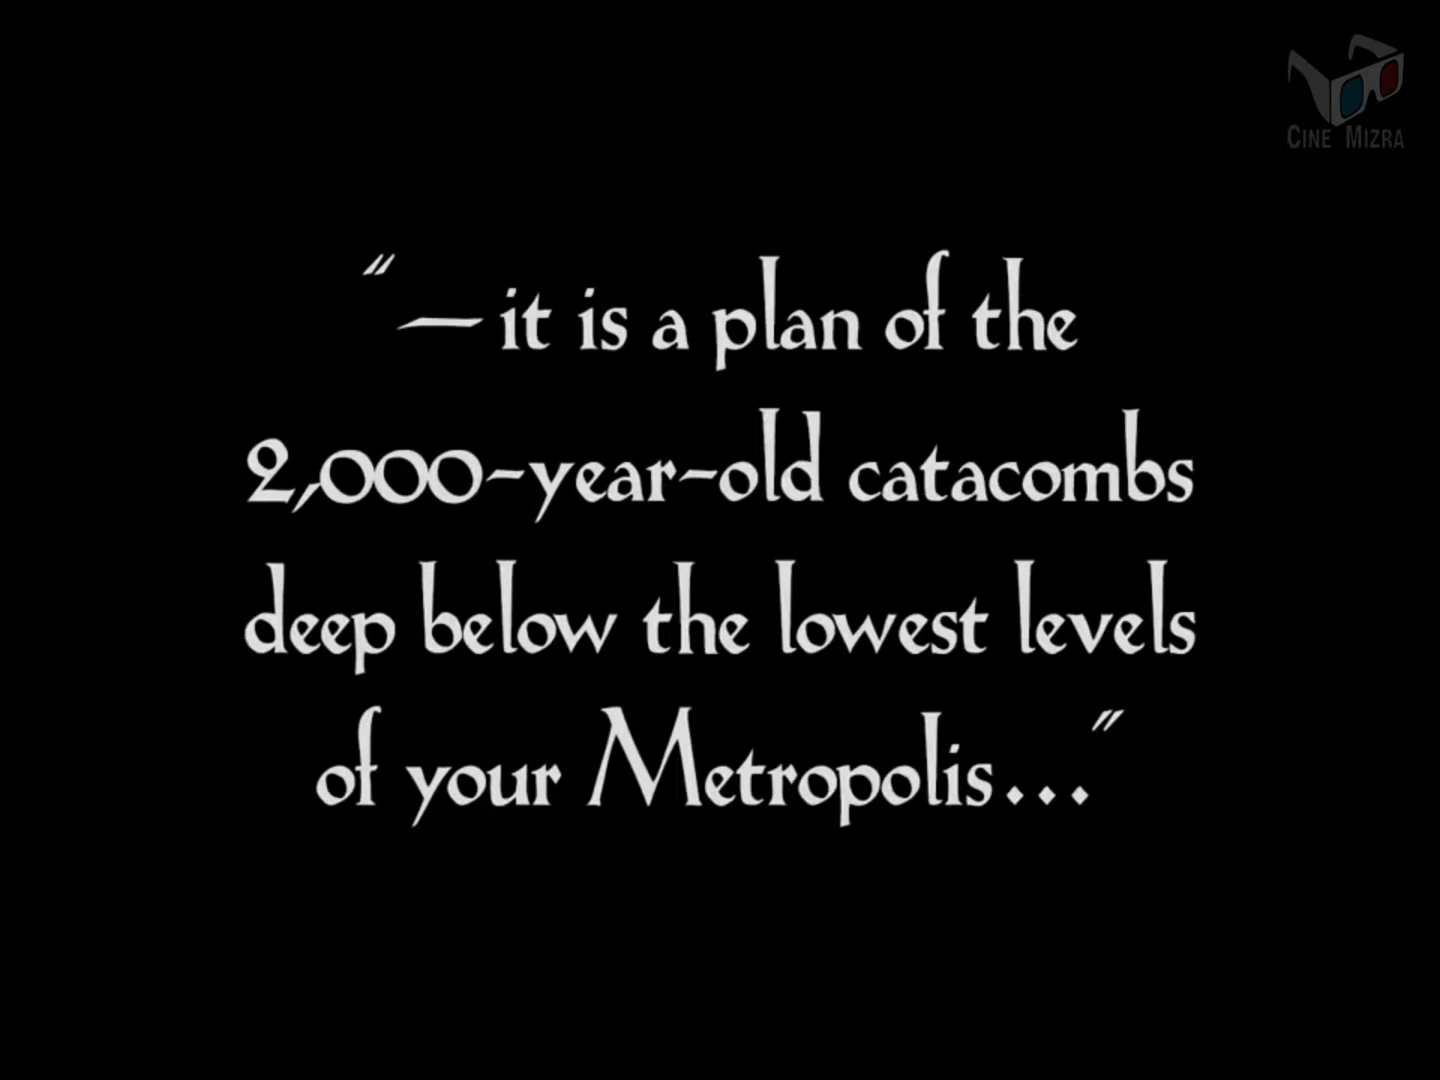 CINE MIZRA
"—it is a plan of the
2,000-year-old catacombs
deep below the lowest levels
of your Metropolis..."